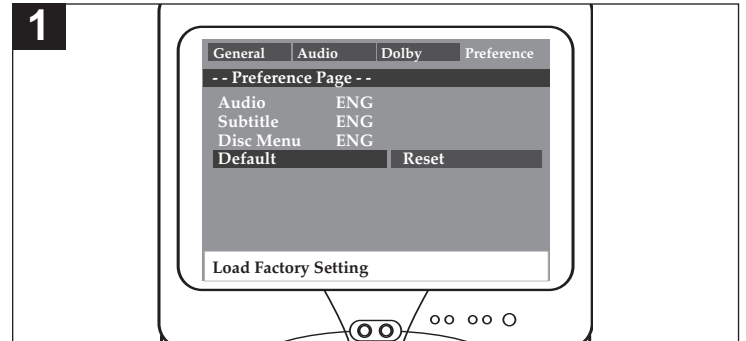 1
General Audio Dolby Preference
- - Preference Page - -
Audio ENG
Subtitle ENG
Disc Menu ENG
Default Reset
Load Factory Setting